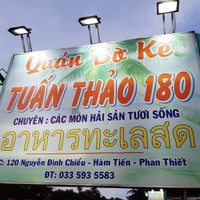 Quán Bờ Kè
TUẤN THẢO 180
CHUYÊN : CÁC MÓN HẢI SẢN TƯƠI SỐNG
อาหารทะเลสด
C: 120 Nguyễn Đình Chiểu - Hàm Tiến - Phan Thiết
ĐT: 033 593 5583